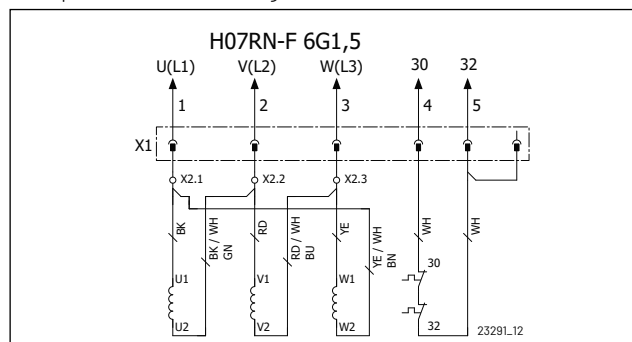 H07RN-F 6G1,5
U(L1) V(L2) W(L3) 30 32
1 2 3 4 5
X1
X2.1 X2.2 X2.3
BK BK / WH GN RD RD / WH BU YE YE / WH BN WH WH
U1 V1 W1 30
U2 V2 W2 32
23291_12